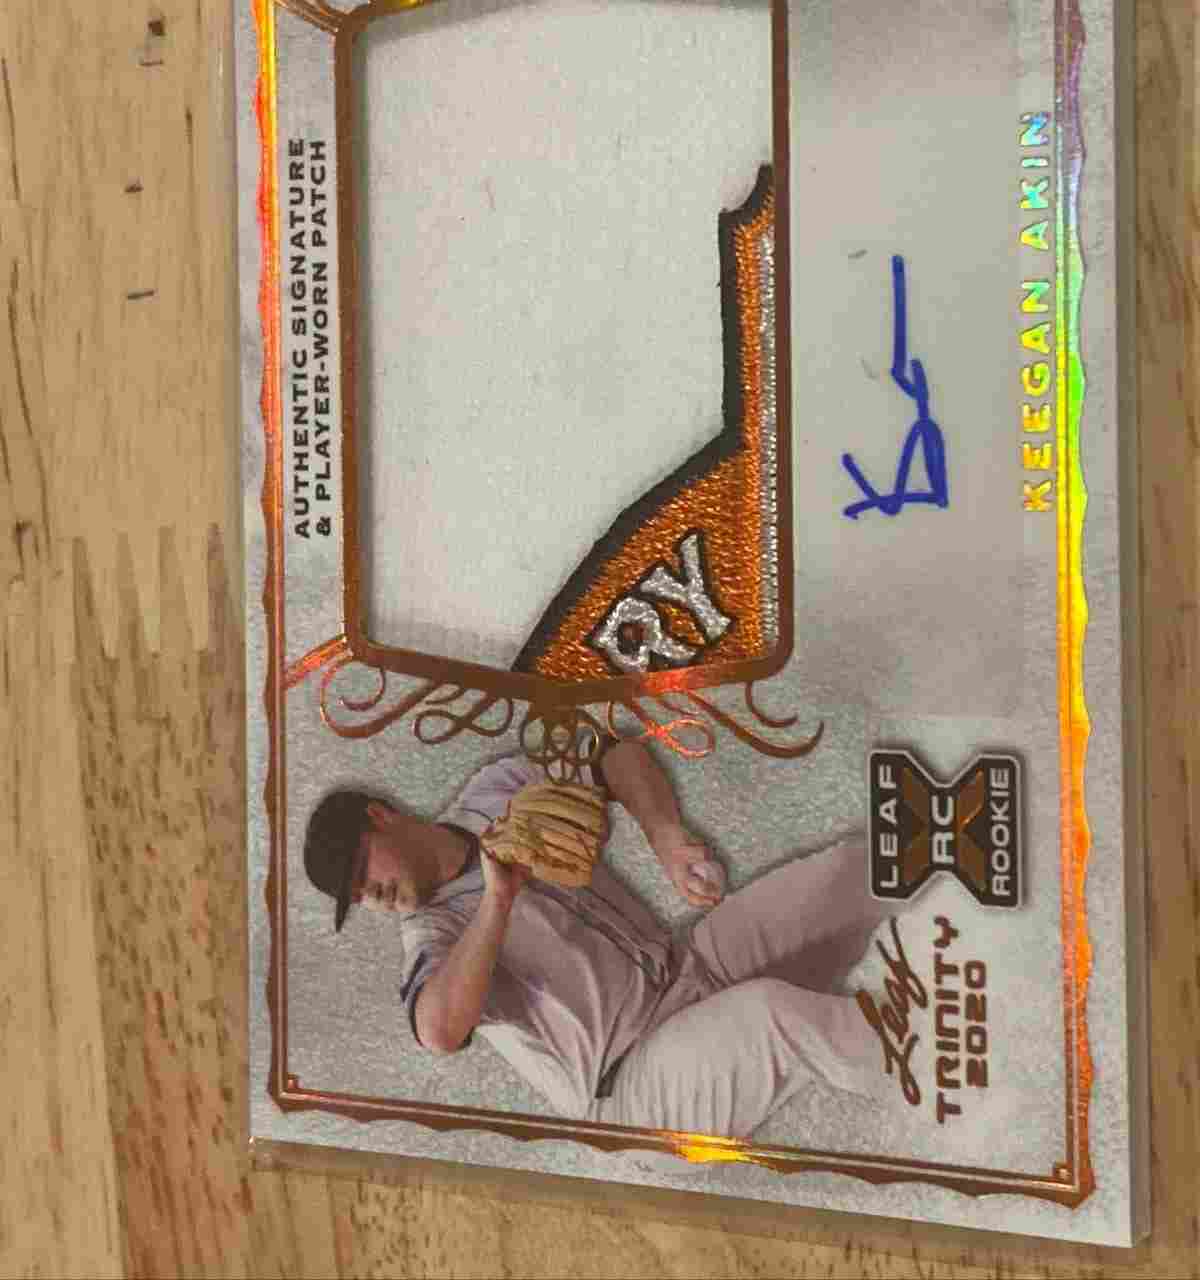 AUTHENTIC SIGNATURE
& PLAYER-WORN PATCH
RY
KEEGAN AKIN
LEAF
RC
ROOKIE
Leaf
TRINITY
2020